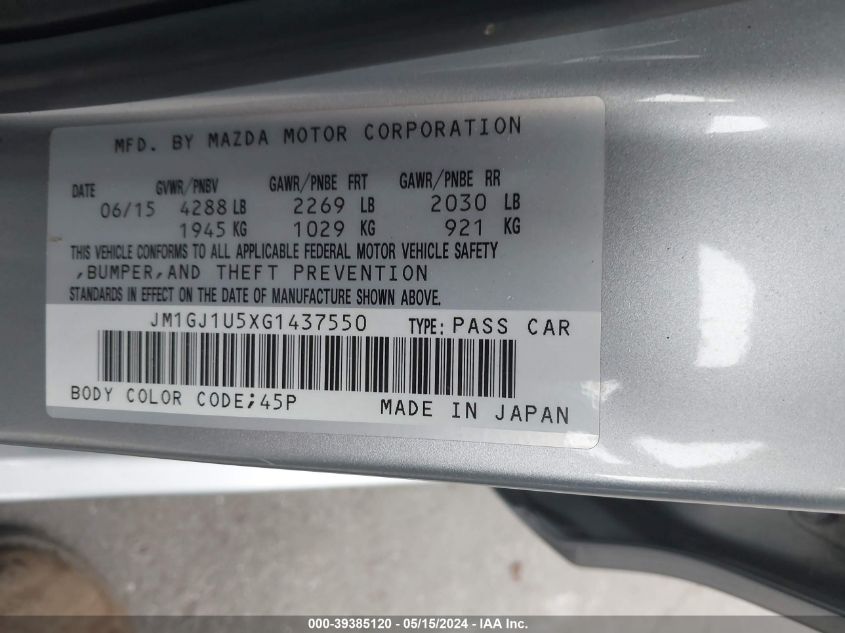 MFD. BY MAZDA MOTOR CORPORATION
DATE GVWR/PNBV GAWR/PNBE FRT GAWR/PNBE RR
06/15 4288 LB 2269 LB 2030 LB
1945 KG 1029 KG 921 KG
THIS VEHICLE CONFORMS TO ALL APPLICABLE FEDERAL MOTOR VEHICLE SAFETY
,BUMPER,AND THEFT PREVENTION
STANDARDS IN EFFECT ON THE DATE OF MANUFACTURE SHOWN ABOVE.
JM1GJ1U5XG1437550 TYPE: PASS CAR
BODY COLOR CODE;45P MADE IN JAPAN
000-39385120 - 05/15/2024 - IAA Inc.